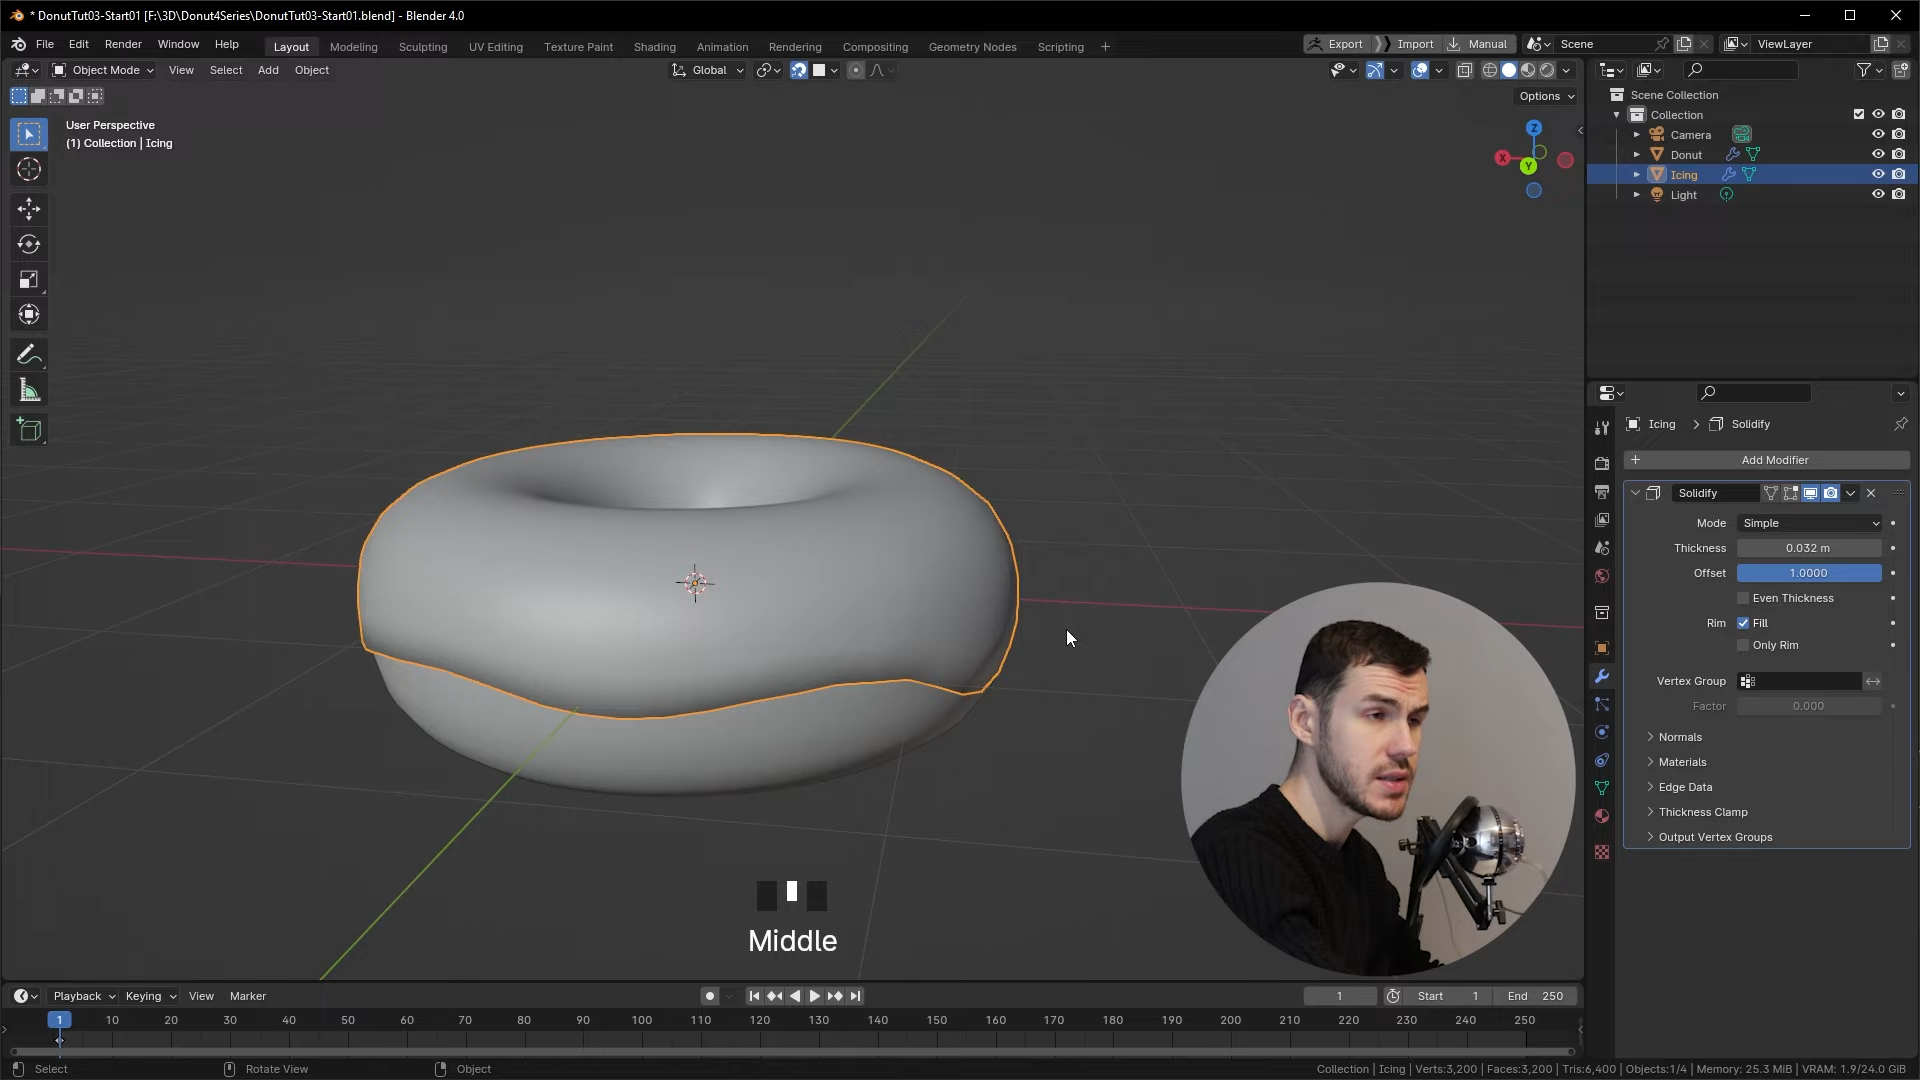 * DonutTut03-Start01 [F:\3D\Donut4Series\DonutTut03-Start01.blend] - Blender 4.0
File Edit Render Window Help Layout Modeling Sculpting UV Editing Texture Paint Shading Animation Rendering Compositing Geometry Nodes Scripting + Export Import Manual Scene ViewLayer
Object Mode View Select Add Object Global
Options
User Perspective
(1) Collection | Icing
Z
X
Y
Scene Collection
Collection
Camera
Donut
Icing
Light
Icing > Solidify
+ Add Modifier
Solidify
Mode Simple
Thickness 0.032 m
Offset 1.0000
Even Thickness
Rim Fill
Only Rim
Vertex Group
Factor 0.000
Normals
Materials
Edge Data
Thickness Clamp
Output Vertex Groups
Middle
Playback Keying View Marker 1 Start 1 End 250
1 10 20 30 40 50 60 70 80 90 100 110 120 130 140 150 160 170 180 190 200 210 220 230 240 250
Select Rotate View Object Collection | Icing | Verts:3,200 | Faces:3,200 | Tris:6,400 | Objects:1/4 | Memory: 25.3 MiB | VRAM: 1.9/24.0 GiB